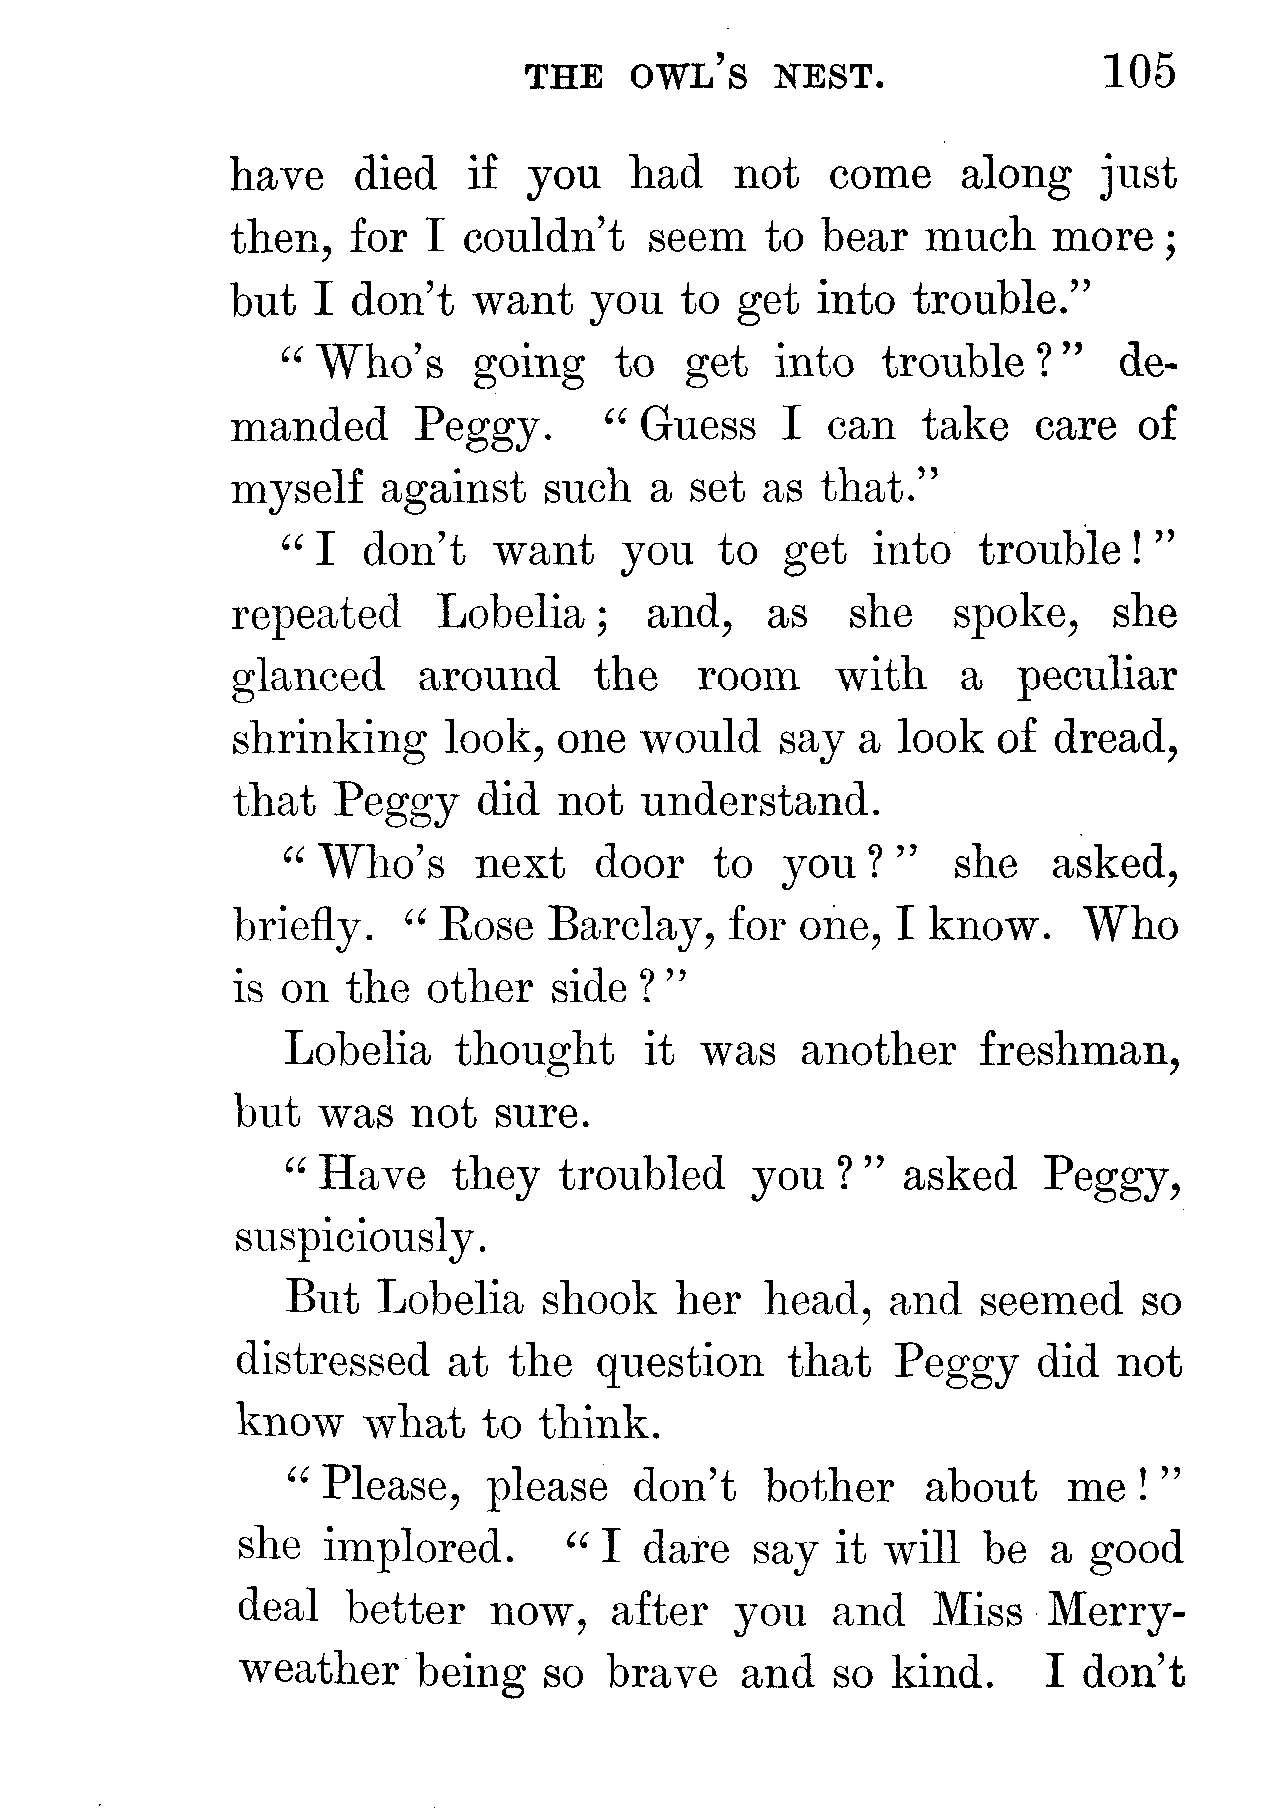 THE OWL'S NEST. 105
have died if you had not come along just
then, for I couldn't seem to bear much more;
but I don't want you to get into trouble."
"Who's going to get into trouble?" de-
manded Peggy. "Guess I can take care of
myself against such a set as that."
"I don't want you to get into trouble!"
repeated Lobelia; and, as she spoke, she
glanced around the room with a peculiar
shrinking look, one would say a look of dread,
that Peggy did not understand.
"Who's next door to you?" she asked,
briefly. "Rose Barclay, for one, I know. Who
is on the other side?"
Lobelia thought it was another freshman,
but was not sure.
"Have they troubled you?" asked Peggy,
suspiciously.
But Lobelia shook her head, and seemed so
distressed at the question that Peggy did not
know what to think.
"Please, please don't bother about me!"
she implored. "I dare say it will be a good
deal better now, after you and Miss Merry-
weather being so brave and so kind. I don't